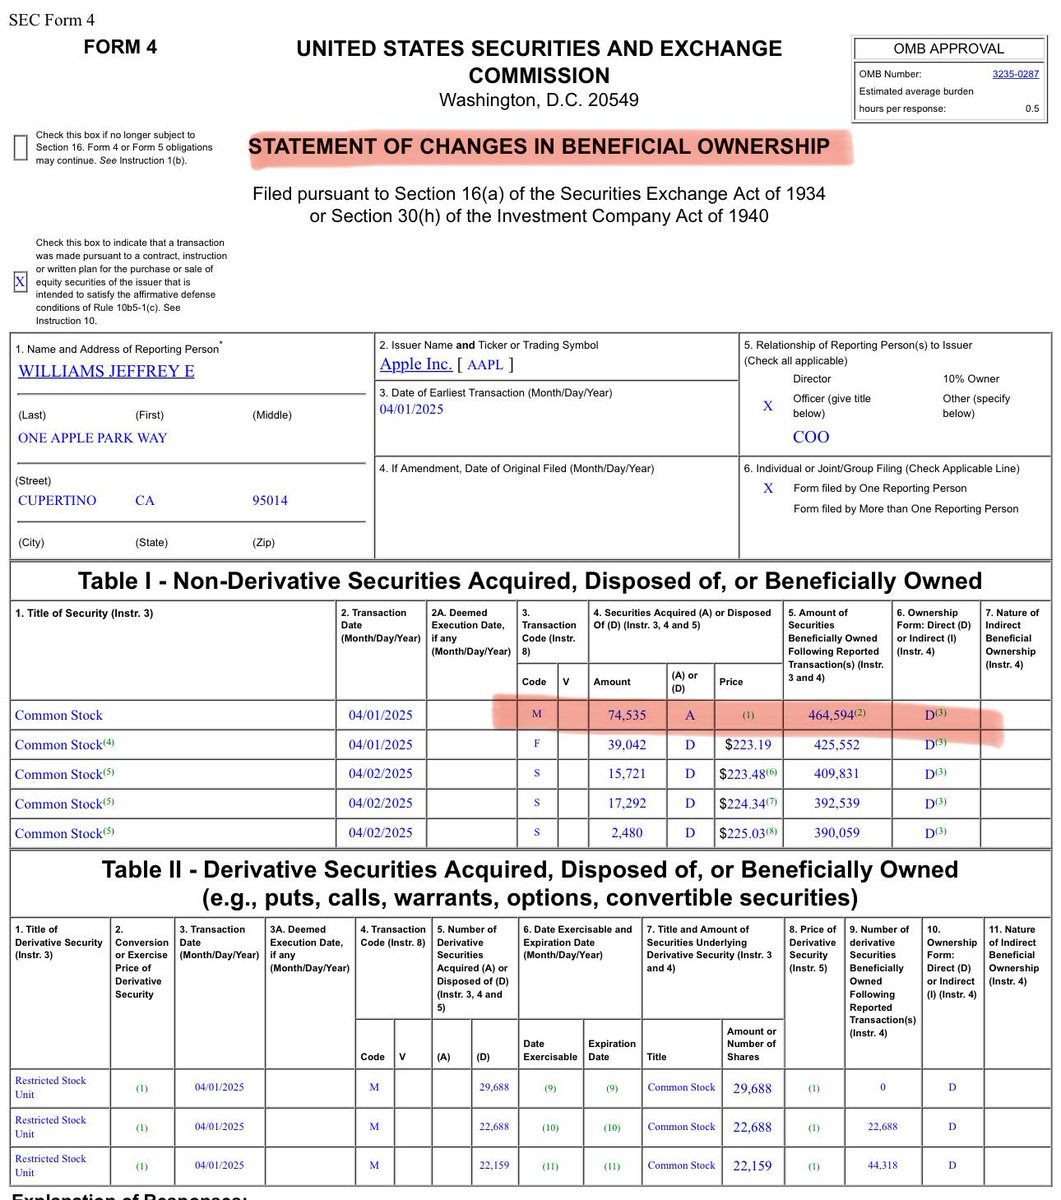 SEC Form 4
FORM 4
UNITED STATES SECURITIES AND EXCHANGE
COMMISSION
Washington, D.C. 20549
OMB APPROVAL
OMB Number: 3235-0287
Estimated average burden
hours per response: 0.5
Check this box if no longer subject to
Section 16. Form 4 or Form 5 obligations
may continue. See Instruction 1(b).
STATEMENT OF CHANGES IN BENEFICIAL OWNERSHIP
Filed pursuant to Section 16(a) of the Securities Exchange Act of 1934
or Section 30(h) of the Investment Company Act of 1940
X
Check this box to indicate that a transaction
was made pursuant to a contract, instruction
or written plan for the purchase or sale of
equity securities of the issuer that is
intended to satisfy the affirmative defense
conditions of Rule 10b5-1(c). See
Instruction 10.
1. Name and Address of Reporting Person*
WILLIAMS JEFFREY E
(Last) (First) (Middle)
ONE APPLE PARK WAY
(Street)
CUPERTINO CA 95014
(City) (State) (Zip)
2. Issuer Name and Ticker or Trading Symbol
Apple Inc. [ AAPL ]
3. Date of Earliest Transaction (Month/Day/Year)
04/01/2025
4. If Amendment, Date of Original Filed (Month/Day/Year)
5. Relationship of Reporting Person(s) to Issuer
(Check all applicable)
Director 10% Owner
X Officer (give title below) Other (specify below)
COO
6. Individual or Joint/Group Filing (Check Applicable Line)
X Form filed by One Reporting Person
Form filed by More than One Reporting Person
Table I - Non-Derivative Securities Acquired, Disposed of, or Beneficially Owned
1. Title of Security (Instr. 3)
2. Transaction
Date
(Month/Day/Year)
2A. Deemed
Execution Date,
if any
(Month/Day/Year)
3.
Transaction
Code (Instr.
8)
4. Securities Acquired (A) or Disposed
Of (D) (Instr. 3, 4 and 5)
5. Amount of
Securities
Beneficially Owned
Following Reported
Transaction(s) (Instr.
3 and 4)
6. Ownership
Form: Direct (D)
or Indirect (I)
(Instr. 4)
7. Nature of
Indirect
Beneficial
Ownership
(Instr. 4)
Code V Amount (A) or (D) Price
Common Stock 04/01/2025 M 74,535 A (1) 464,594(2) D(3)
Common Stock(4) 04/01/2025 F 39,042 D $223.19 425,552 D(3)
Common Stock(5) 04/02/2025 S 15,721 D $223.48(6) 409,831 D(3)
Common Stock(5) 04/02/2025 S 17,292 D $224.34(7) 392,539 D(3)
Common Stock(5) 04/02/2025 S 2,480 D $225.03(8) 390,059 D(3)
Table II - Derivative Securities Acquired, Disposed of, or Beneficially Owned
(e.g., puts, calls, warrants, options, convertible securities)
1. Title of
Derivative Security
(Instr. 3)
2.
Conversion
or Exercise
Price of
Derivative
Security
3. Transaction
Date
(Month/Day/Year)
3A. Deemed
Execution Date,
if any
(Month/Day/Year)
4. Transaction
Code (Instr. 8)
5. Number of
Derivative
Securities
Acquired (A) or
Disposed of (D)
(Instr. 3, 4 and
5)
6. Date Exercisable and
Expiration Date
(Month/Day/Year)
7. Title and Amount of
Securities Underlying
Derivative Security (Instr. 3
and 4)
8. Price of
Derivative
Security
(Instr. 5)
9. Number of
derivative
Securities
Beneficially
Owned
Following
Reported
Transaction(s)
(Instr. 4)
10.
Ownership
Form:
Direct (D)
or Indirect
(I) (Instr. 4)
11. Nature
of Indirect
Beneficial
Ownership
(Instr. 4)
Code V (A) (D) Date Exercisable Expiration Date Title Amount or Number of Shares
Restricted Stock Unit (1) 04/01/2025 M 29,688 (9) (9) Common Stock 29,688 (1) 0 D
Restricted Stock Unit (1) 04/01/2025 M 22,688 (10) (10) Common Stock 22,688 (1) 22,688 D
Restricted Stock Unit (1) 04/01/2025 M 22,159 (11) (11) Common Stock 22,159 (1) 44,318 D
Explanation of Responses: